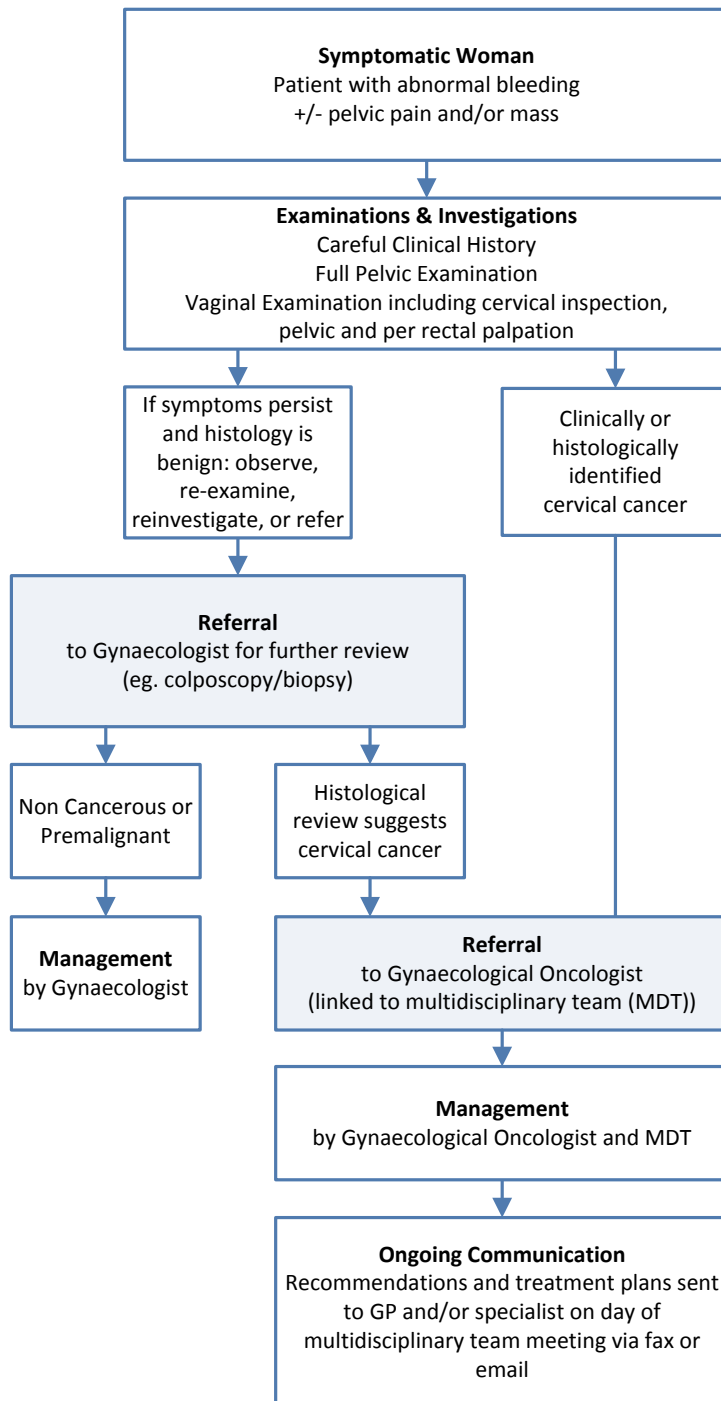 Symptomatic Woman
Patient with abnormal bleeding
+/- pelvic pain and/or mass
Examinations & Investigations
Careful Clinical History
Full Pelvic Examination
Vaginal Examination including cervical inspection,
pelvic and per rectal palpation
If symptoms persist
and histology is
benign: observe,
re-examine,
reinvestigate, or refer
Clinically or
histologically
identified
cervical cancer
Referral
to Gynaecologist for further review
(eg. colposcopy/biopsy)
Non Cancerous or
Premalignant
Histological
review suggests
cervical cancer
Management
by Gynaecologist
Referral
to Gynaecological Oncologist
(linked to multidisciplinary team (MDT))
Management
by Gynaecological Oncologist and MDT
Ongoing Communication
Recommendations and treatment plans sent
to GP and/or specialist on day of
multidisciplinary team meeting via fax or
email